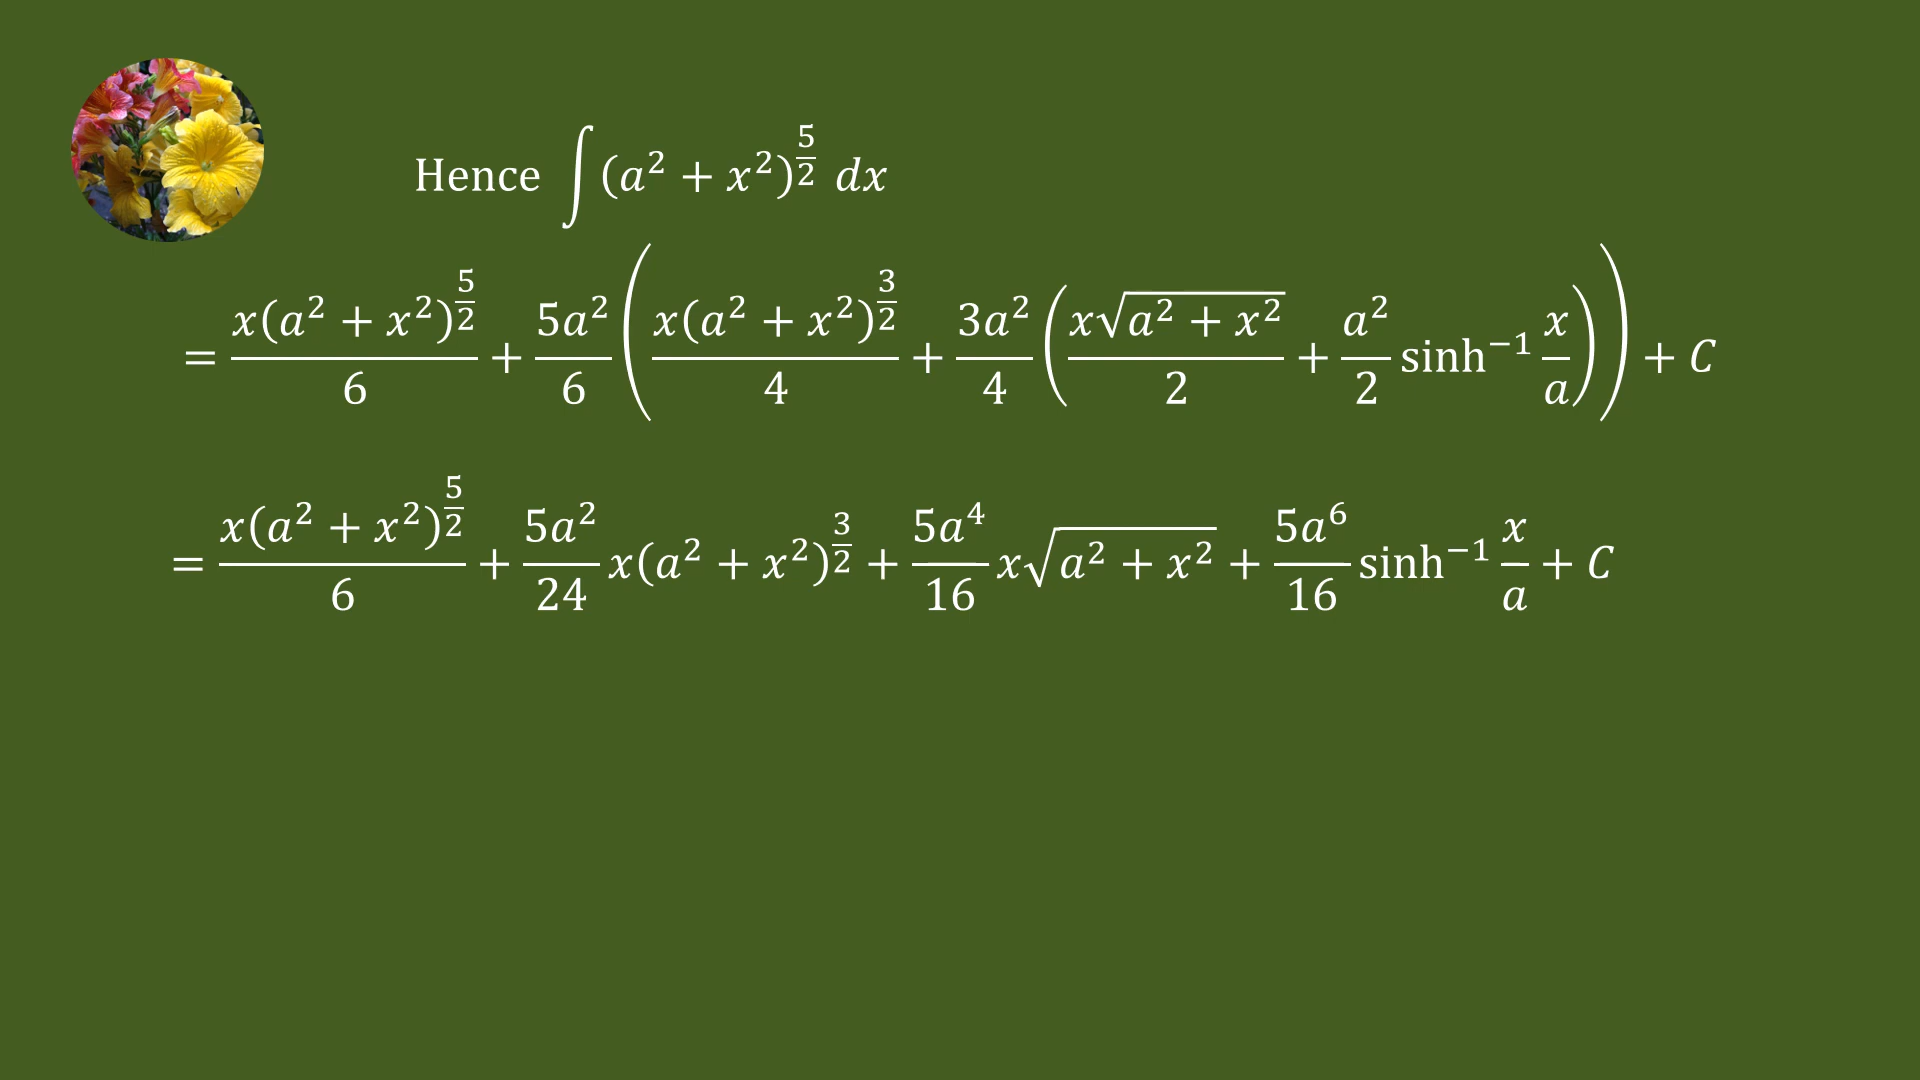 Hence ∫(a² + x²)^(5/2) dx
= x(a² + x²)^(5/2)/6 + 5a²/6 (x(a² + x²)^(3/2)/4 + 3a²/4 (x√(a² + x²)/2 + a²/2 sinh⁻¹ x/a)) + C
= x(a² + x²)^(5/2)/6 + 5a²/24 x(a² + x²)^(3/2) + 5a⁴/16 x√(a² + x²) + 5a⁶/16 sinh⁻¹ x/a + C